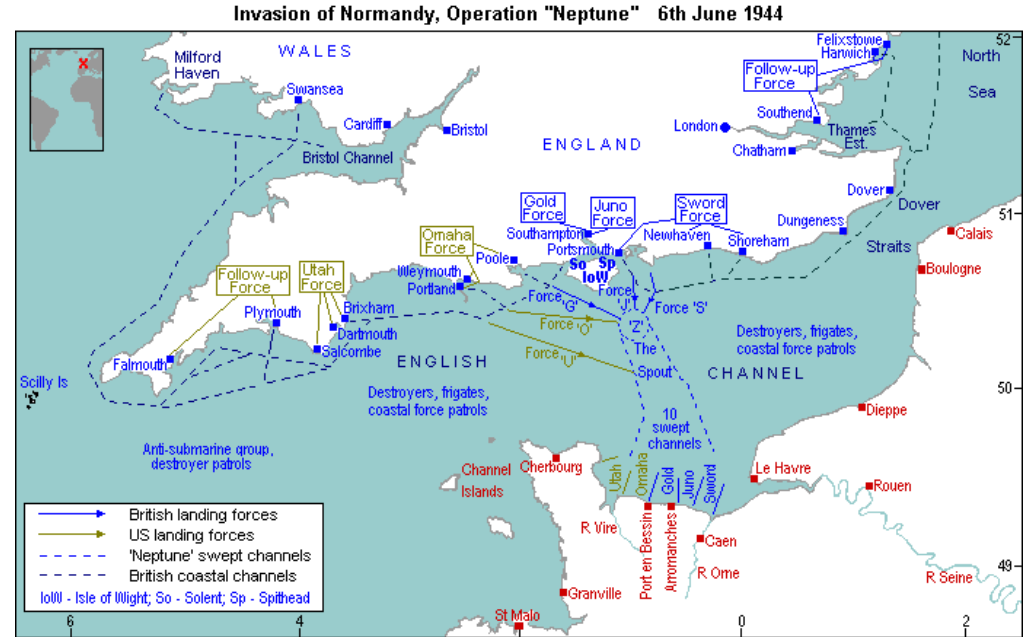 Invasion of Normandy, Operation "Neptune" 6th June 1944
52
Felixstowe
Harwich
North
Sea
WALES
Milford
Haven
Follow-up
Force
Swansea
Southend
Cardiff
Bristol
London
Thames
Est.
Bristol Channel
ENGLAND
Chatham
Dover
Dover
Straits
51
Gold
Force
Juno
Force
Sword
Force
Southampton
Portsmouth
Newhaven
Shoreham
Dungeness
Calais
Boulogne
Omaha
Force
Poole
So Sp
IoW
Weymouth
Portland
Follow-up
Force
Utah
Force
Force 'G'
Force 'J'
Force 'S'
Brixham
Plymouth
Dartmouth
Salcombe
Falmouth
Force 'O'
Force 'U'
'Z'
The
Spout
Destroyers, frigates,
coastal force patrols
ENGLISH
CHANNEL
Scilly Is
50
Destroyers, frigates,
coastal force patrols
Dieppe
10
swept
channels
Anti-submarine group,
destroyer patrols
Channel
Islands
Cherbourg
Utah
Omaha
Gold
Juno
Sword
Le Havre
Rouen
R Vire
Port en Bessin
Arromanches
Caen
R Orne
R Seine
49
Granville
St Malo
British landing forces
US landing forces
'Neptune' swept channels
British coastal channels
IoW - Isle of Wight; So - Solent; Sp - Spithead
6
4
0
2